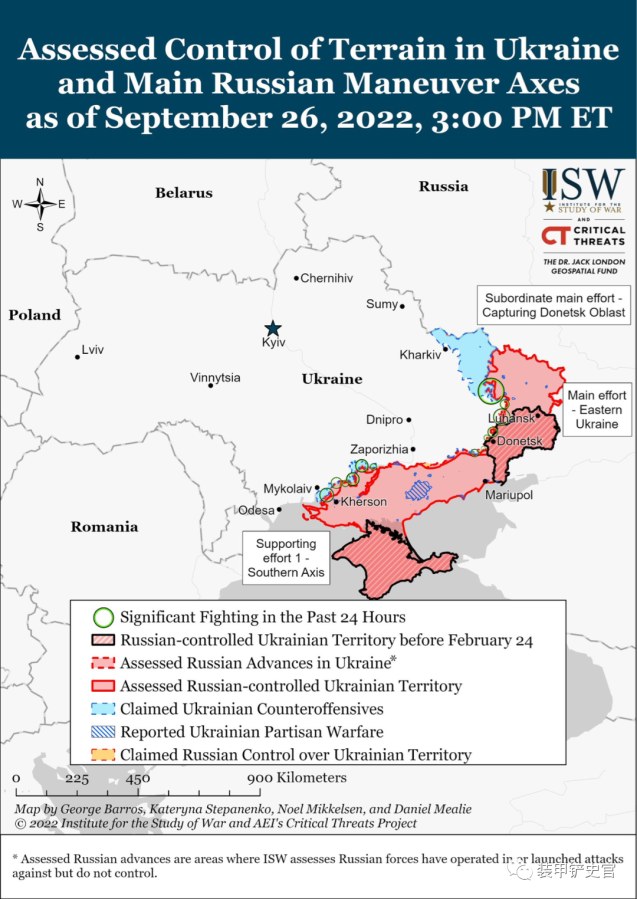 Assessed Control of Terrain in Ukraine
and Main Russian Maneuver Axes
as of September 26, 2022, 3:00 PM ET
N
W
E
S
Belarus
Russia
ISW
INSTITUTE FOR THE
STUDY OF WAR
AND
CT CRITICAL
THREATS
THE DR. JACK LONDON
GEOSPATIAL FUND
Chernihiv
Sumy
Subordinate main effort -
Capturing Donetsk Oblast
Poland
Kyiv
Lviv
Kharkiv
Vinnytsia
Ukraine
Main effort
- Eastern
Ukraine
Dnipro
Luhansk
Donetsk
Zaporizhia
Mykolaiv
Mariupol
Odesa
Kherson
Romania
Supporting
effort 1 -
Southern Axis
Significant Fighting in the Past 24 Hours
Russian-controlled Ukrainian Territory before February 24
Assessed Russian Advances in Ukraine*
Assessed Russian-controlled Ukrainian Territory
Claimed Ukrainian Counteroffensives
Reported Ukrainian Partisan Warfare
Claimed Russian Control over Ukrainian Territory
0 225 450 900 Kilometers
Map by George Barros, Kateryna Stepanenko, Noel Mikkelsen, and Daniel Mealie
© 2022 Institute for the Study of War and AEI's Critical Threats Project
* Assessed Russian advances are areas where ISW assesses Russian forces have operated in or launched attacks
against but do not control.
装甲铲史官